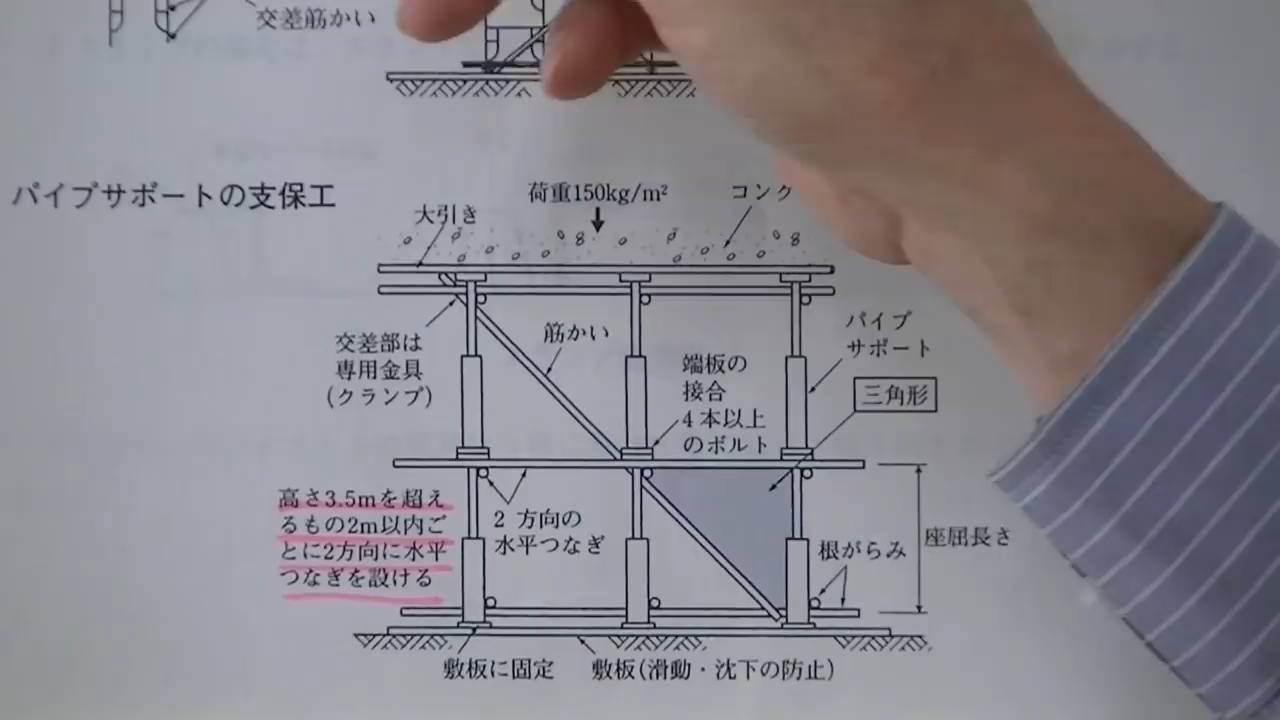 交差筋かい
パイプサポートの支保工
荷重150kg/m²
コンク
大引き
筋かい
交差部は
専用金具
(クランプ)
端板の
接合
4本以上
のボルト
パイプ
サポート
三角形
高さ3.5mを超え
るもの2m以内ご
とに2方向に水平
つなぎを設ける
2 方向の
水平つなぎ
根がらみ
座屈長さ
敷板に固定
敷板(滑動・沈下の防止)